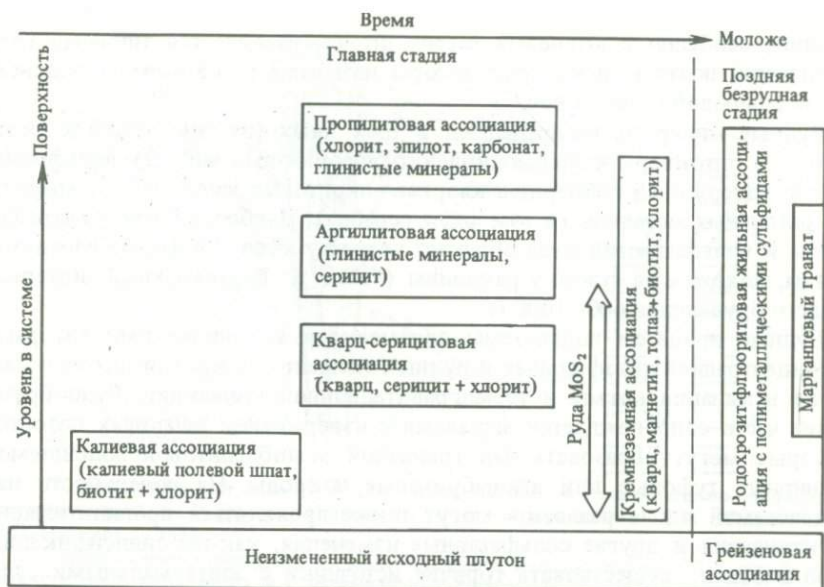 Время
Моложе
Главная стадия
Поздняя
безрудная
стадия
Поверхность
Уровень в системе
Пропилитовая ассоциация
(хлорит, эпидот, карбонат,
глинистые минералы)
Аргиллитовая ассоциация
(глинистые минералы,
серицит)
Кварц-серицитовая
ассоциация
(кварц, серицит + хлорит)
Калиевая ассоциация
(калиевый полевой шпат,
биотит + хлорит)
Руда MoS₂
Кремнеземная ассоциация
(кварц, магнетит, топаз+биотит, хлорит)
Родохрозит-флюоритовая жильная ассоци-
ация с полиметаллическими сульфидами
Марганцевый гранат
Неизмененный исходный плутон
Грейзеновая
ассоциация